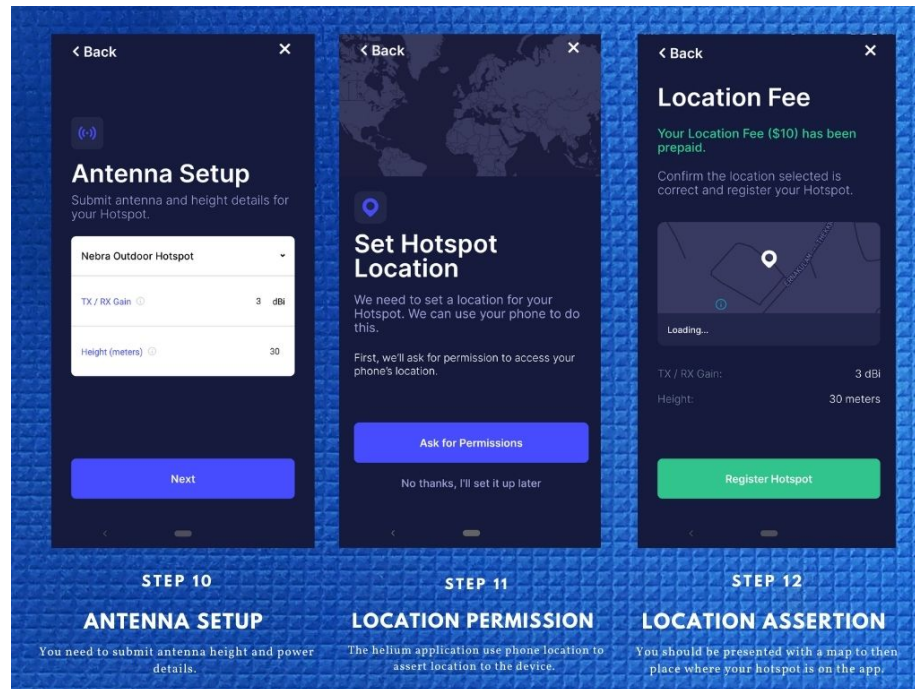 < Back
×
Antenna Setup
Submit antenna and height details for
your Hotspot.
Nebra Outdoor Hotspot
TX / RX Gain 3 dBi
Height (meters) 30
Next
STEP 10
ANTENNA SETUP
You need to submit antenna height and power
details.
< Back
×
Set Hotspot
Location
We need to set a location for your
Hotspot. We can use your phone to do
this.
First, we'll ask for permission to access your
phone's location.
Ask for Permissions
No thanks, I'll set it up later
STEP 11
LOCATION PERMISSION
The helium application use phone location to
assert location to the device.
< Back
×
Location Fee
Your Location Fee ($10) has been
prepaid.
Confirm the location selected is
correct and register your Hotspot.
Loading...
TX / RX Gain: 3 dBi
Height: 30 meters
Register Hotspot
STEP 12
LOCATION ASSERTION
You should be presented with a map to then
place where your hotspot is on the app.